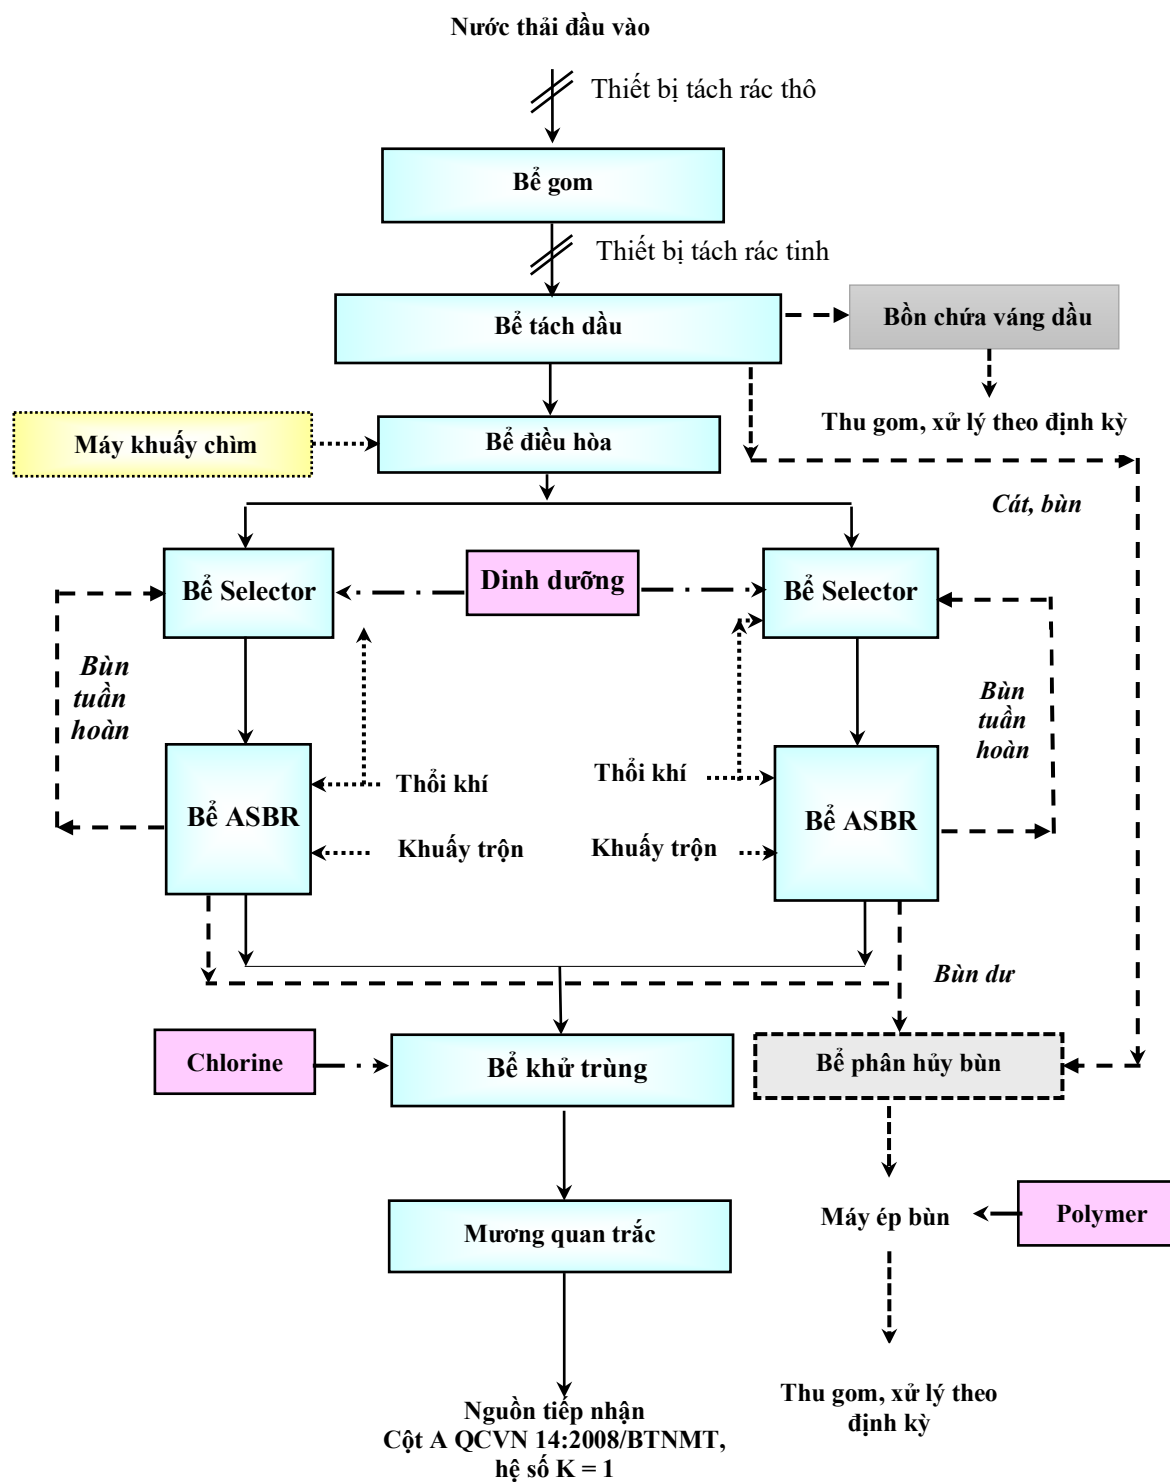 Nước thải đầu vào
Thiết bị tách rác thô
Bể gom
Thiết bị tách rác tinh
Bể tách dầu
Bồn chứa váng dầu
Thu gom, xử lý theo định kỳ
Máy khuấy chìm
Bể điều hòa
Cát, bùn
Bể Selector
Dinh dưỡng
Bể Selector
Bùn
tuần
hoàn
Bùn
tuần
hoàn
Bể ASBR
Thổi khí
Thổi khí
Bể ASBR
Khuấy trộn
Khuấy trộn
Bùn dư
Chlorine
Bể khử trùng
Bể phân hủy bùn
Mương quan trắc
Máy ép bùn
Polymer
Nguồn tiếp nhận
Cột A QCVN 14:2008/BTNMT,
hệ số K = 1
Thu gom, xử lý theo
định kỳ